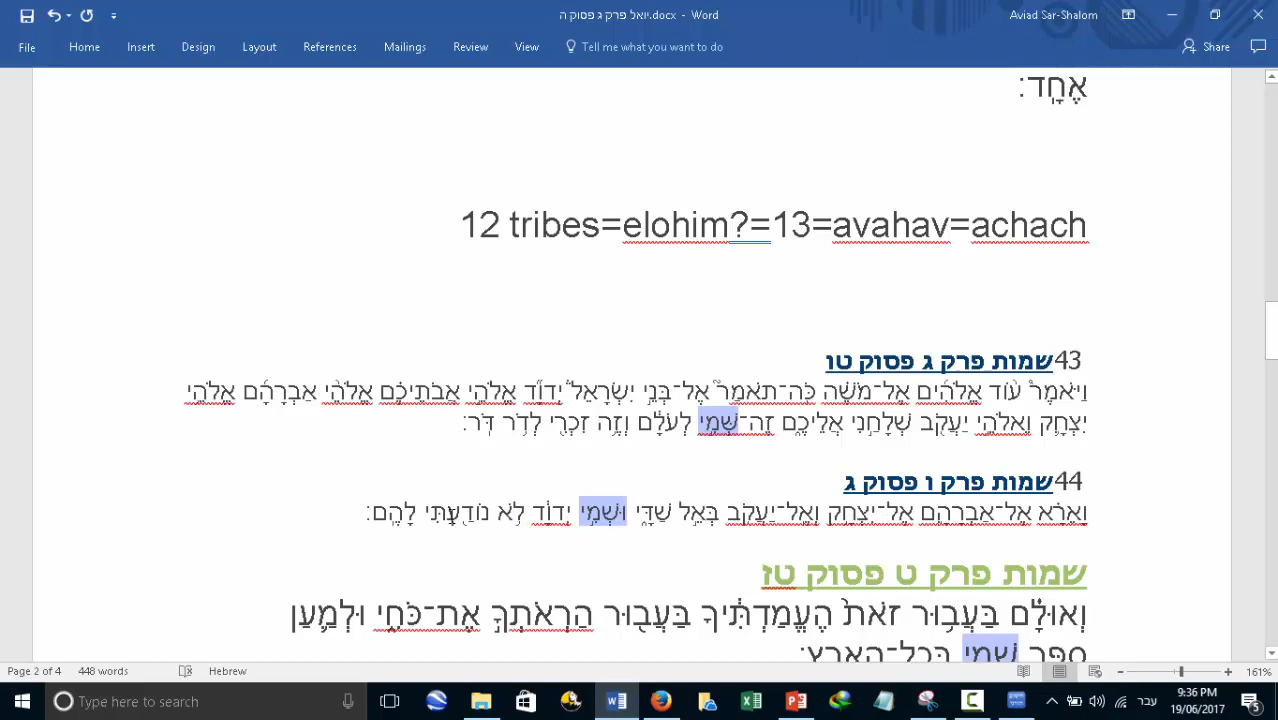 יואל פרק ג פסוק ה.docx - Word
Aviad Sar-Shalom
File Home Insert Design Layout References Mailings Review View Tell me what you want to do Share
אֶחָֽד׃
12 tribes=elohim?=13=avahav=achach
43שמות פרק ג פסוק טו
וַיֹּאמֶר֩ ע֨וֹד אֱלֹהִ֜ים אֶל־מֹשֶׁ֗ה כֹּֽה־תֹאמַר֮ אֶל־בְּנֵ֣י יִשְׂרָאֵל֒ יְדֹוָ֞ד אֱלֹהֵ֣י אֲבֹתֵיכֶ֗ם אֱלֹהֵ֨י אַבְרָהָ֜ם אֱלֹהֵ֥י
יִצְחָ֛ק וֵאלֹהֵ֥י יַעֲקֹ֖ב שְׁלָחַ֣נִי אֲלֵיכֶ֑ם זֶה־שְּׁמִ֣י לְעֹלָ֔ם וְזֶ֥ה זִכְרִ֖י לְדֹ֥ר דֹּֽר׃
44שמות פרק ו פסוק ג
וָאֵרָ֗א אֶל־אַבְרָהָ֛ם אֶל־יִצְחָ֥ק וְאֶֽל־יַעֲקֹ֖ב בְּאֵ֣ל שַׁדָּ֑י וּשְׁמִ֣י יְדֹוָ֔ד לֹ֥א נוֹדַ֖עְתִּי לָהֶֽם׃
שמות פרק ט פסוק טז
וְאוּלָ֗ם בַּעֲב֥וּר זֹאת֙ הֶעֱמַדְתִּ֔יךָ בַּעֲב֖וּר הַרְאֹתְךָ֣ אֶת־כֹּחִ֑י וּלְמַ֛עַן
סַפֵּ֥ר שְׁמִ֖י בְּכָל־הָאָֽרֶץ׃
Page 2 of 4 448 words Hebrew 161%
Type here to search
עבר
9:36 PM
19/06/2017
5